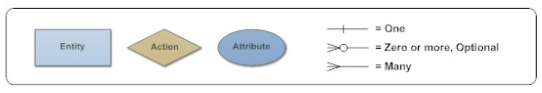 Entity
Action
Attribute
= One
= Zero or more, Optional
= Many